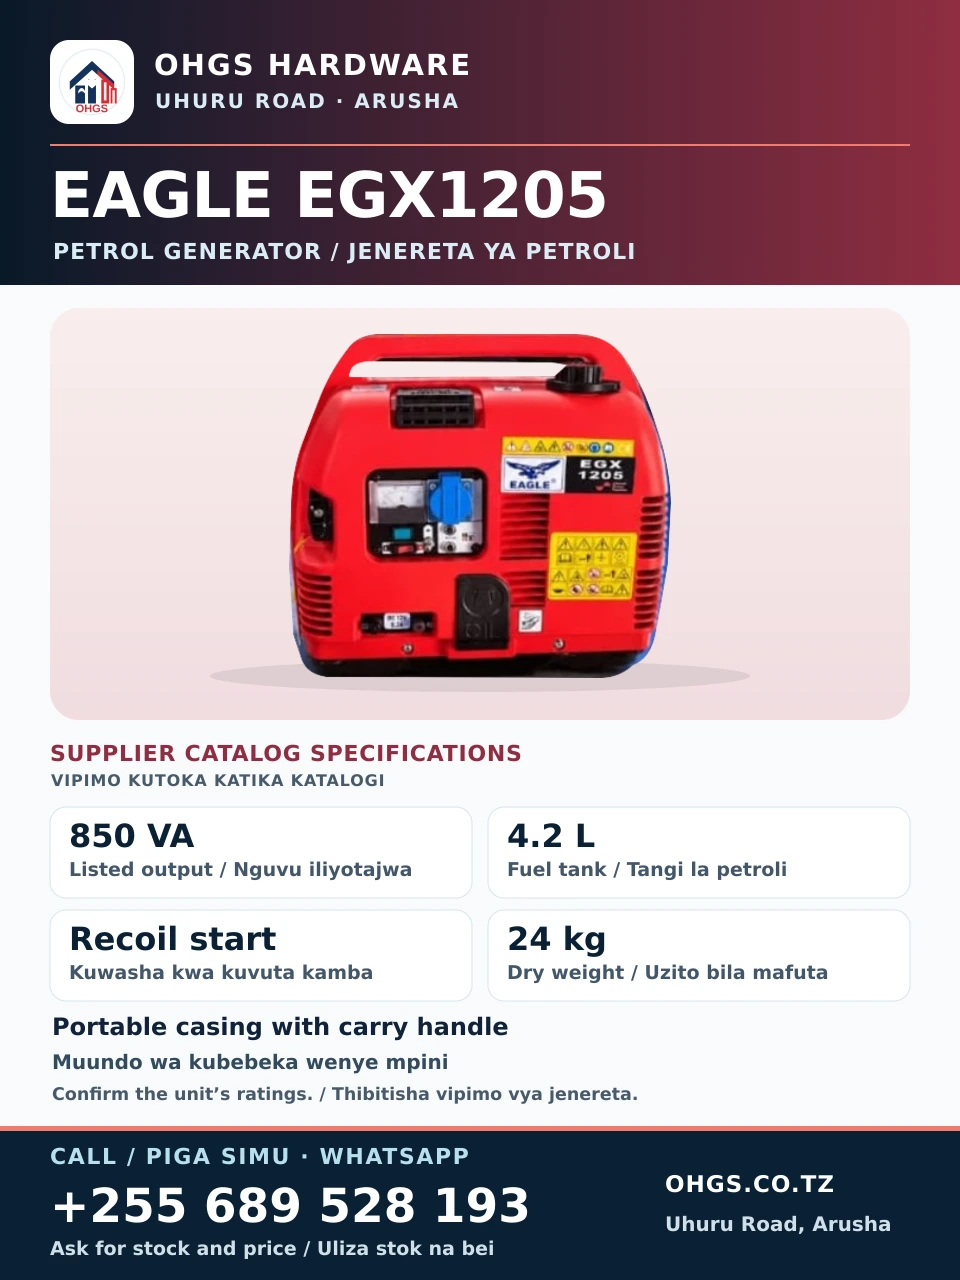 OHGS
OHGS HARDWARE
UHURU ROAD · ARUSHA
EAGLE EGX1205
PETROL GENERATOR / JENERETA YA PETROLI
EGX
1205
EAGLE
SUPPLIER CATALOG SPECIFICATIONS
VIPIMO KUTOKA KATIKA KATALOGI
850 VA
Listed output / Nguvu iliyotajwa
4.2 L
Fuel tank / Tangi la petroli
Recoil start
Kuwasha kwa kuvuta kamba
24 kg
Dry weight / Uzito bila mafuta
Portable casing with carry handle
Muundo wa kubebeka wenye mpini
Confirm the unit’s ratings. / Thibitisha vipimo vya jenereta.
CALL / PIGA SIMU · WHATSAPP
+255 689 528 193
Ask for stock and price / Uliza stok na bei
OHGS.CO.TZ
Uhuru Road, Arusha